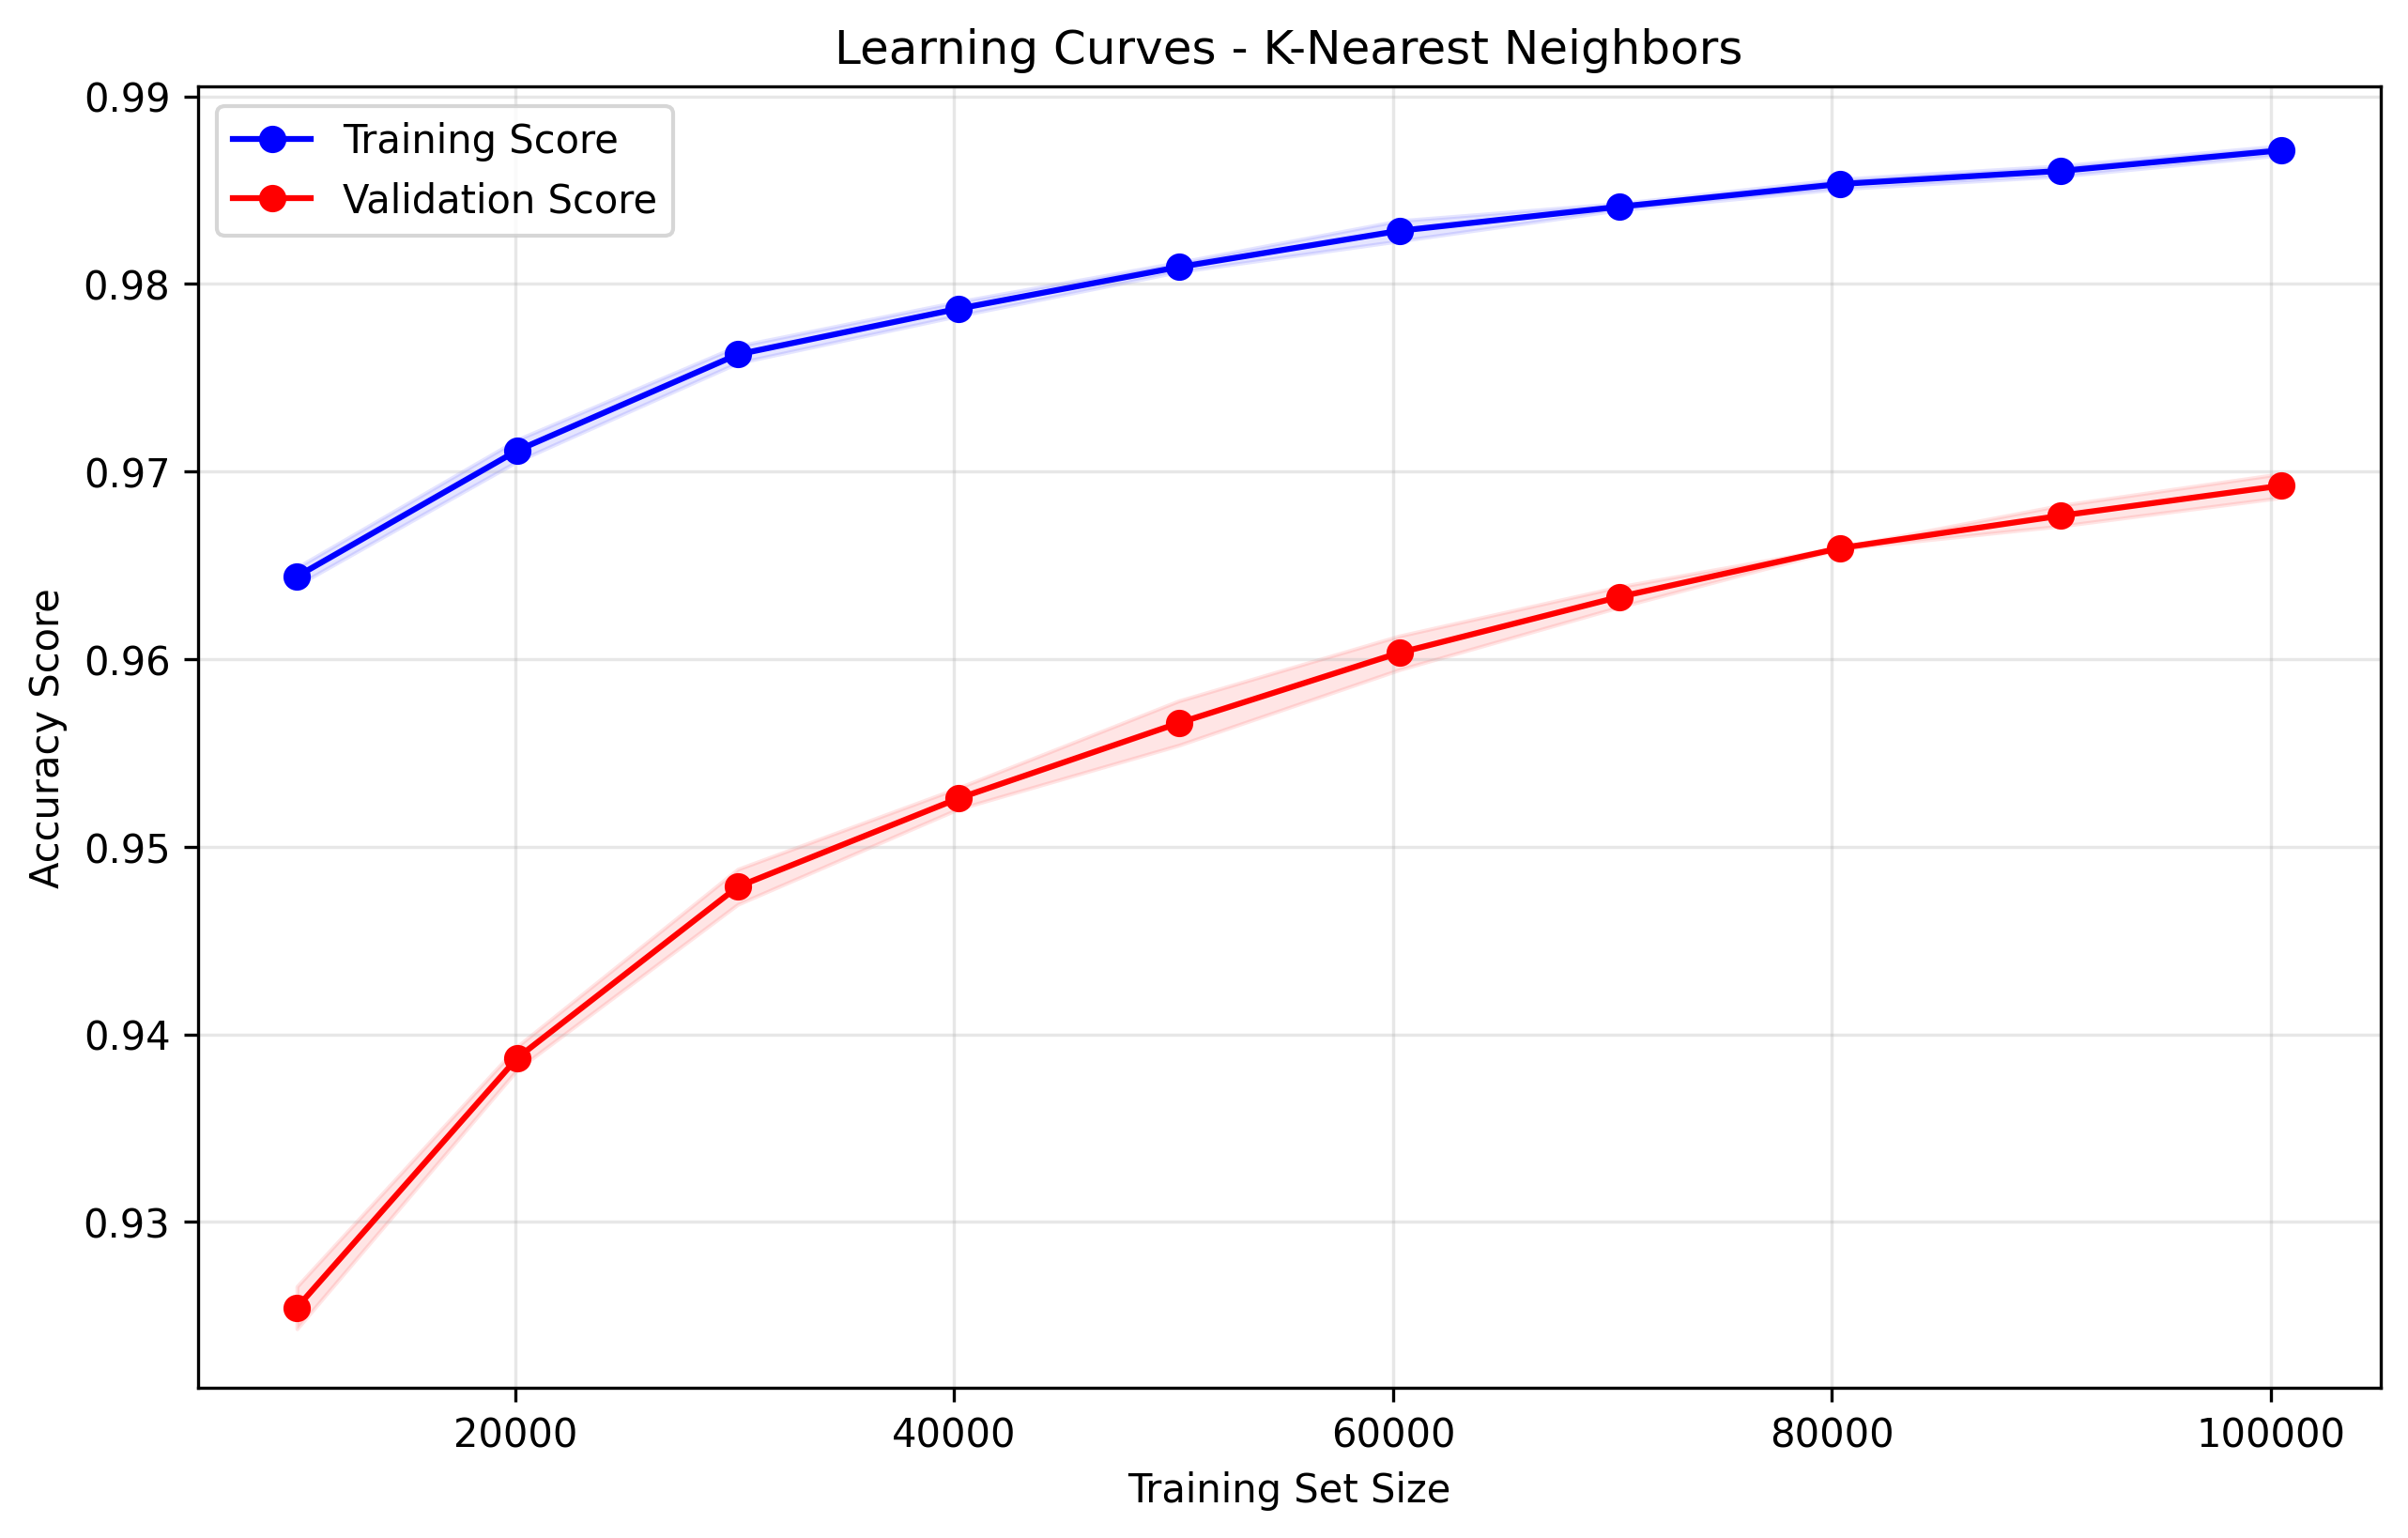 Learning Curves - K-Nearest Neighbors
Training Score
Validation Score
Accuracy Score
0.99
0.98
0.97
0.96
0.95
0.94
0.93
20000 40000 60000 80000 100000
Training Set Size